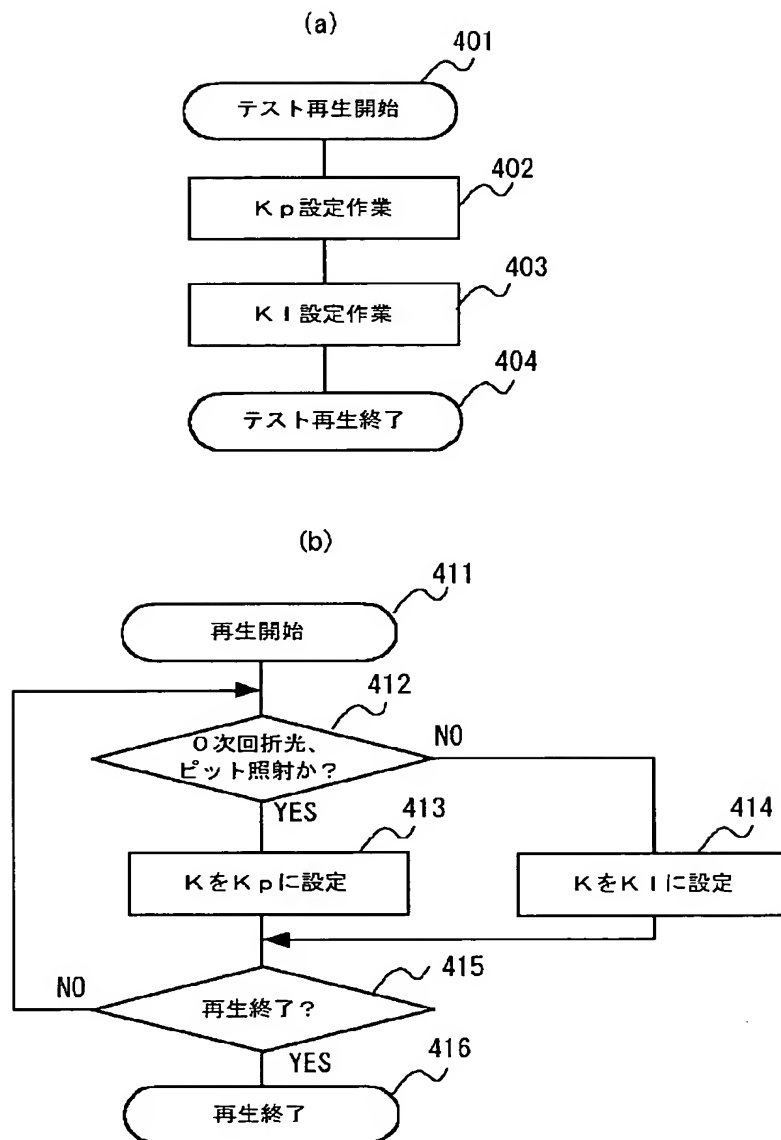 (a)
401
テスト再生開始
402
Kp設定作業
403
Kl設定作業
404
テスト再生終了
(b)
411
再生開始
412
0次回折光、
ピット照射か？
NO
YES
413
414
KをKpに設定
KをKlに設定
415
NO
再生終了？
YES
416
再生終了